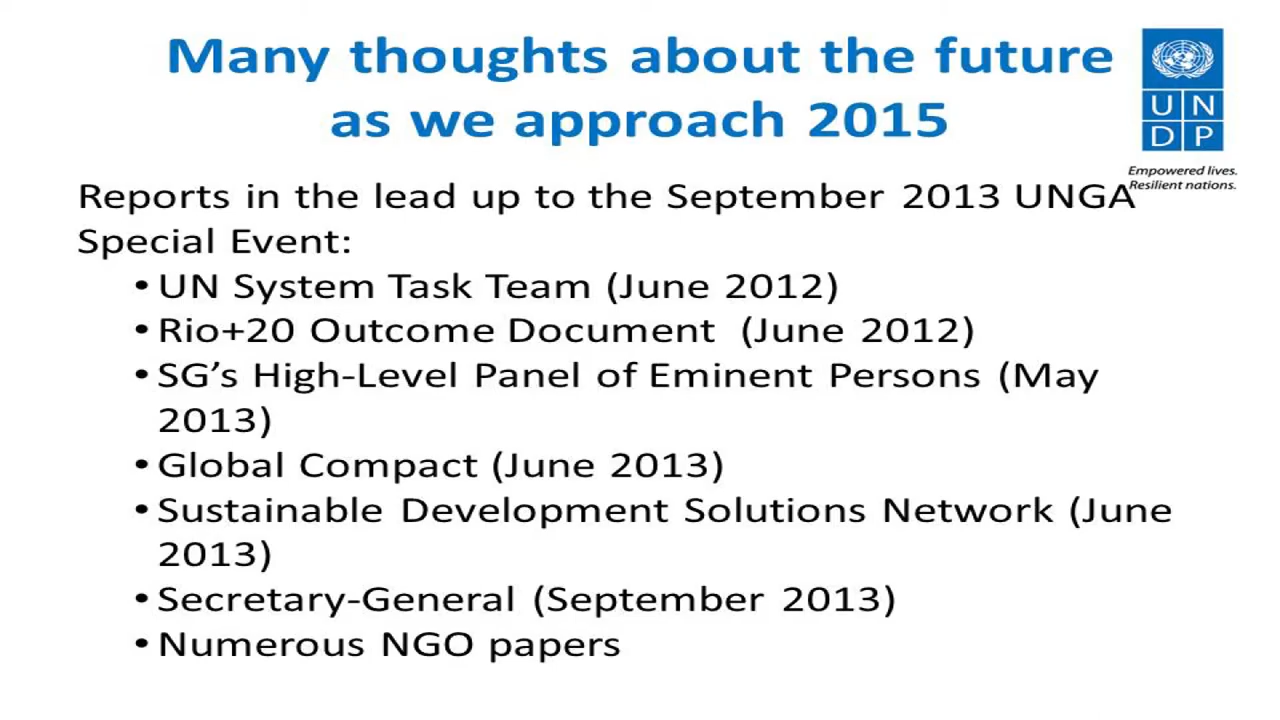 Many thoughts about the future
as we approach 2015
U N
D P
Empowered lives.
Resilient nations.
Reports in the lead up to the September 2013 UNGA
Special Event:
•UN System Task Team (June 2012)
•Rio+20 Outcome Document (June 2012)
•SG’s High-Level Panel of Eminent Persons (May
2013)
•Global Compact (June 2013)
•Sustainable Development Solutions Network (June
2013)
•Secretary-General (September 2013)
•Numerous NGO papers